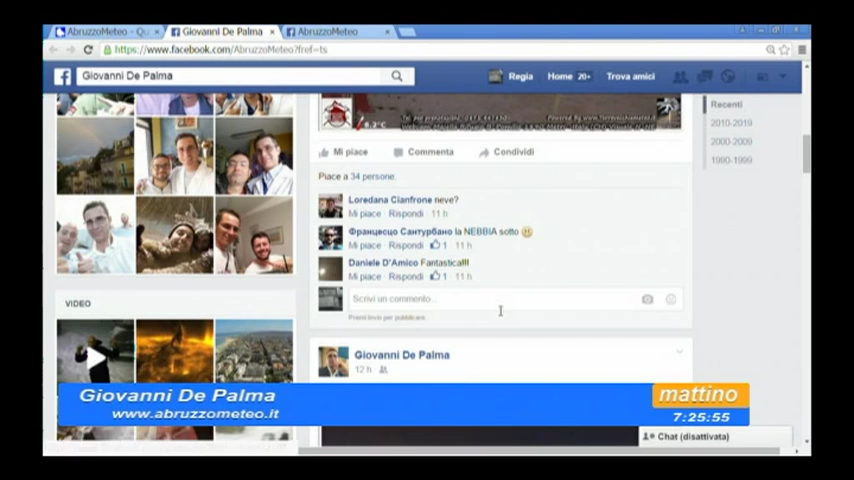 AbruzzoMeteo - Qu
Giovanni De Palma
AbruzzoMeteo
https://www.facebook.com/AbruzzoMeteo?fref=ts
Giovanni De Palma
Regia
Home 20+
Trova amici
Recenti
2010-2019
2000-2009
1990-1999
Mi piace
Commenta
Condividi
Piace a 34 persone.
Loredana Cianfrone neve?
Mi piace · Rispondi · 11 h
Францесцо Сантурбано la NEBBIA sotto
Mi piace · Rispondi · 1 · 11 h
Daniele D'Amico Fantastica!!!
Mi piace · Rispondi · 1 · 11 h
Scrivi un commento...
Premi Invio per pubblicare.
VIDEO
Giovanni De Palma
12 h
Giovanni De Palma
www.abruzzometeo.it
mattino
7:25:55
Chat (disattivata)